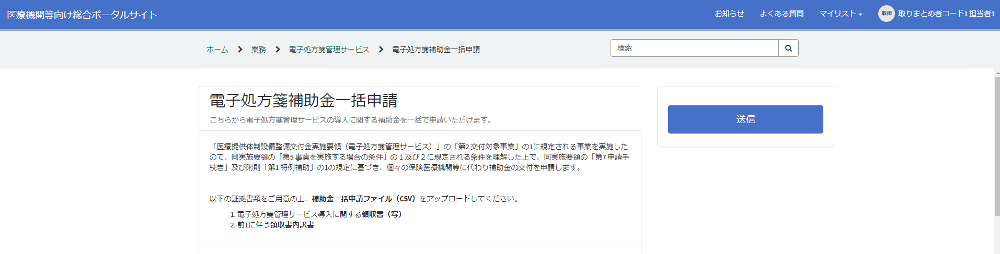 医療機関等向け総合ポータルサイト
お知らせ
よくある質問
マイリスト
取担
取りまとめ者コード1 担当者1
ホーム
業務
電子処方箋管理サービス
電子処方箋補助金一括申請
検索
電子処方箋補助金一括申請
こちらから電子処方箋管理サービスの導入に関する補助金を一括で申請いただけます。
送信
「医療提供体制設備整備交付金実施要領（電子処方箋管理サービス）」の「第2 交付対象事業」の1に規定される事業を実施した
ので、同実施要領の「第5 事業を実施する場合の条件」の１及び２に規定される条件を理解した上で、同実施要領の「第7 申請手
続き」及び附則「第1 特例補助」の1の規定に基づき、個々の保険医療機関等に代わり補助金の交付を申請します。
以下の証拠書類をご用意の上、補助金一括申請ファイル（CSV）をアップロードしてください。
1. 電子処方箋管理サービス導入に関する領収書（写）
2. 前1に伴う領収書内訳書